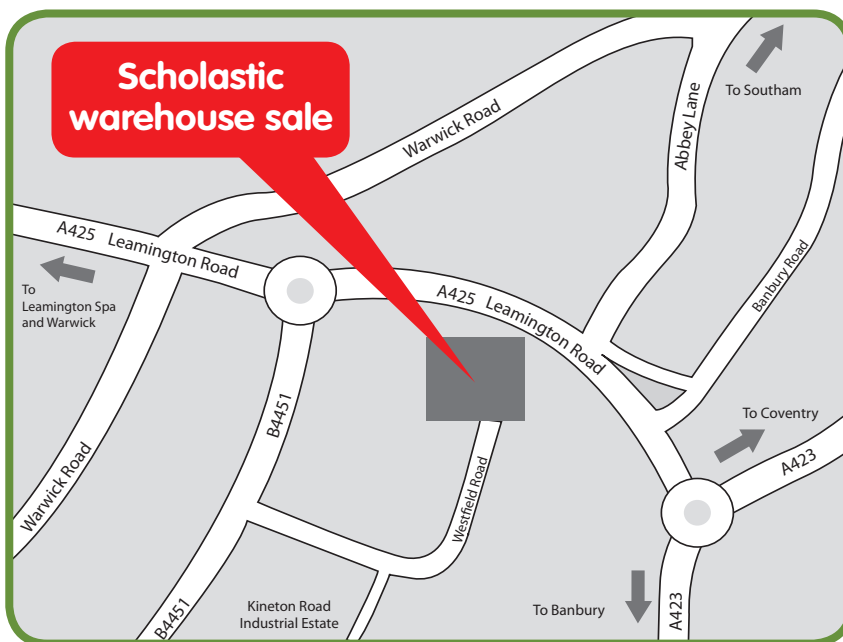 Scholastic
warehouse sale
To Southam
Warwick Road
Abbey Lane
A425 Leamington Road
To
Leamington Spa
and Warwick
A425 Leamington Road
Banbury Road
B4451
To Coventry
A423
Warwick Road
Westfield Road
B4451
Kineton Road
Industrial Estate
To Banbury
A423